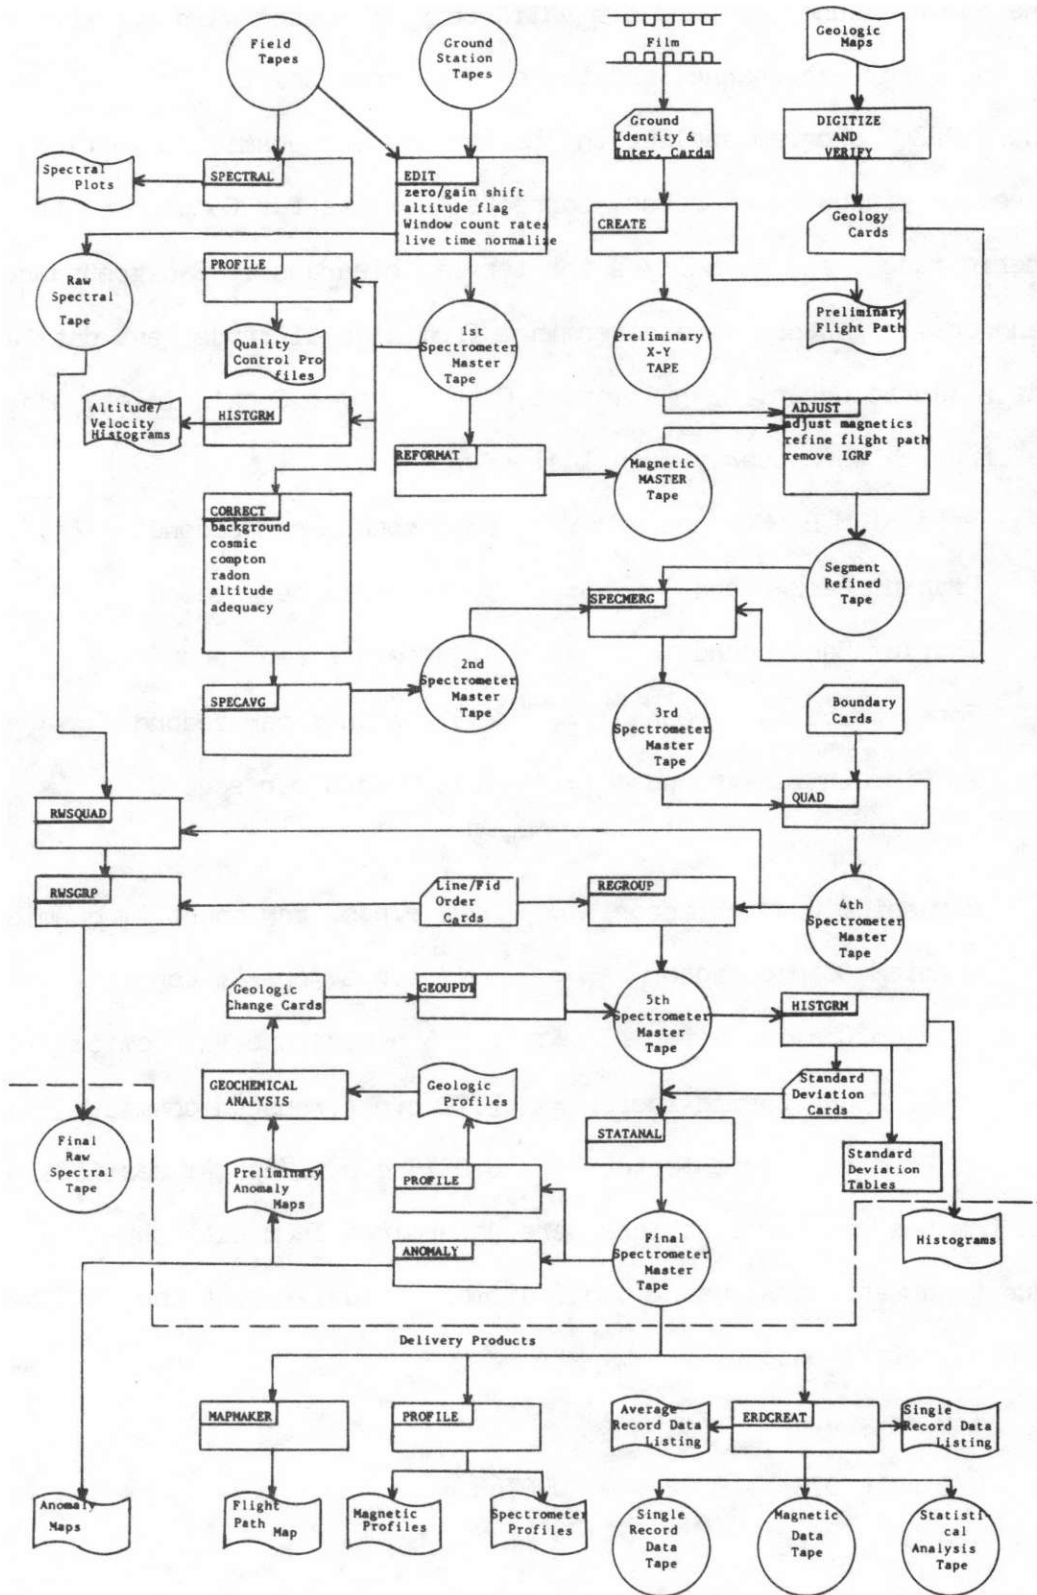 Field
Tapes
Ground
Station
Tapes
Film
Geologic
Maps
Ground
Identity &
Inter. Cards
DIGITIZE
AND
VERIFY
Spectral
Plots
SPECTRAL
EDIT
zero/gain shift
altitude flag
Window count rates
live time normalize
CREATE
Geology
Cards
Raw
Spectral
Tape
PROFILE
Quality
Control Pro
files
1st
Spectrometer
Master
Tape
Preliminary
X-Y
TAPE
Preliminary
Flight Path
Altitude/
Velocity
Histograms
HISTGRM
REFORMAT
Magnetic
MASTER
Tape
ADJUST
adjust magnetics
refine flight path
remove IGRF
CORRECT
background
cosmic
compton
radon
altitude
adequacy
SPECMERG
Segment
Refined
Tape
SPECAVG
2nd
Spectrometer
Master
Tape
3rd
Spectrometer
Master
Tape
Boundary
Cards
QUAD
RWSQUAD
RWSGRP
Line/Fid
Order
Cards
REGROUP
4th
Spectrometer
Master
Tape
Geologic
Change Cards
GEOUPDT
5th
Spectrometer
Master
Tape
HISTGRM
GEOCHEMICAL
ANALYSIS
Geologic
Profiles
Standard
Deviation
Cards
STATANAL
Final
Raw
Spectral
Tape
Preliminary
Anomaly
Maps
PROFILE
Standard
Deviation
Tables
ANOMALY
Final
Spectrometer
Master
Tape
Histograms
Delivery Products
MAPMAKER
PROFILE
Average
Record Data
Listing
ERDCREAT
Single
Record Data
Listing
Anomaly
Maps
Flight
Path
Map
Magnetic
Profiles
Spectrometer
Profiles
Single
Record
Data
Tape
Magnetic
Data
Tape
Statisti-
cal
Analysis
Tape